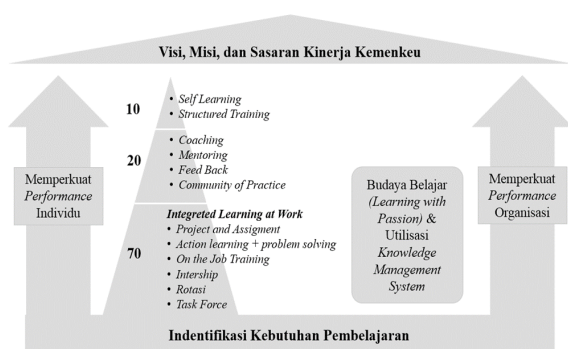 Visi, Misi, dan Sasaran Kinerja Kemenkeu
10
• Self Learning
• Structured Training
20
• Coaching
• Mentoring
• Feed Back
• Community of Practice
Memperkuat
Performance
Individu
70
Integreted Learning at Work
• Project and Assigment
• Action learning + problem solving
• On the Job Training
• Intership
• Rotasi
• Task Force
Budaya Belajar
(Learning with
Passion) &
Utilisasi
Knowledge
Management
System
Memperkuat
Performance
Organisasi
Indentifikasi Kebutuhan Pembelajaran